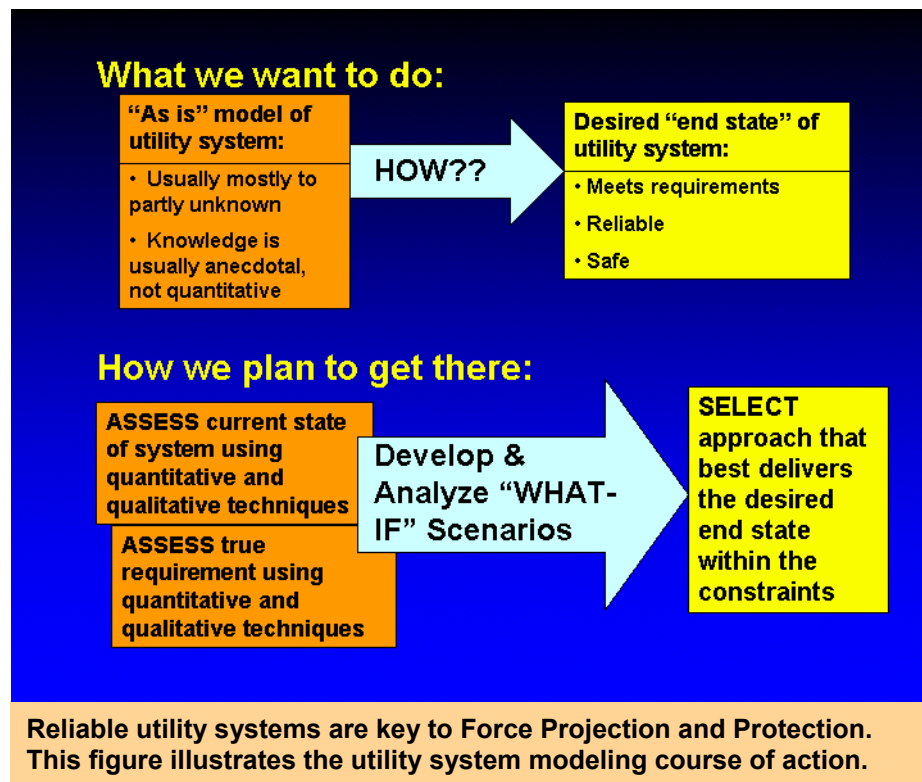 What we want to do:
“As is” model of
utility system:
• Usually mostly to
partly unknown
• Knowledge is
usually anecdotal,
not quantitative
HOW??
Desired “end state” of
utility system:
• Meets requirements
• Reliable
• Safe
How we plan to get there:
ASSESS current state
of system using
quantitative and
qualitative techniques
ASSESS true
requirement using
quantitative and
qualitative techniques
Develop &
Analyze “WHAT-
IF” Scenarios
SELECT
approach that
best delivers
the desired
end state
within the
constraints
Reliable utility systems are key to Force Projection and Protection.
This figure illustrates the utility system modeling course of action.